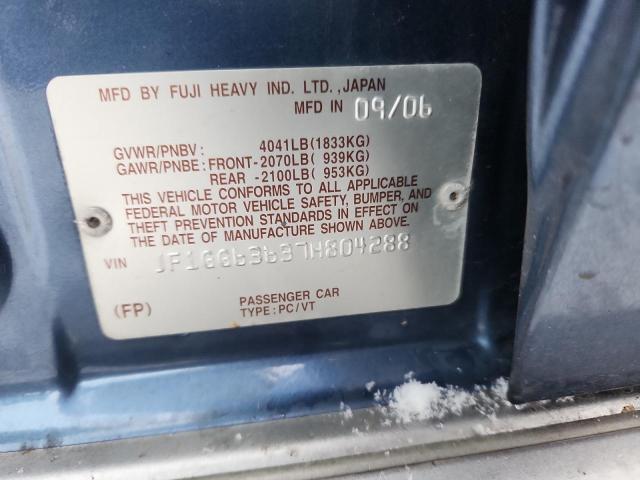 MFD BY FUJI HEAVY IND. LTD.,JAPAN
MFD IN 09/06
GVWR/PNBV: 4041LB(1833KG)
GAWR/PNBE: FRONT-2070LB( 939KG)
REAR -2100LB( 953KG)
THIS VEHICLE CONFORMS TO ALL APPLICABLE
FEDERAL MOTOR VEHICLE SAFETY, BUMPER, AND
THEFT PREVENTION STANDARDS IN EFFECT ON
THE DATE OF MANUFACTURE SHOWN ABOVE.
VIN JF1GG63637H804288
(FP) PASSENGER CAR
TYPE: PC/VT